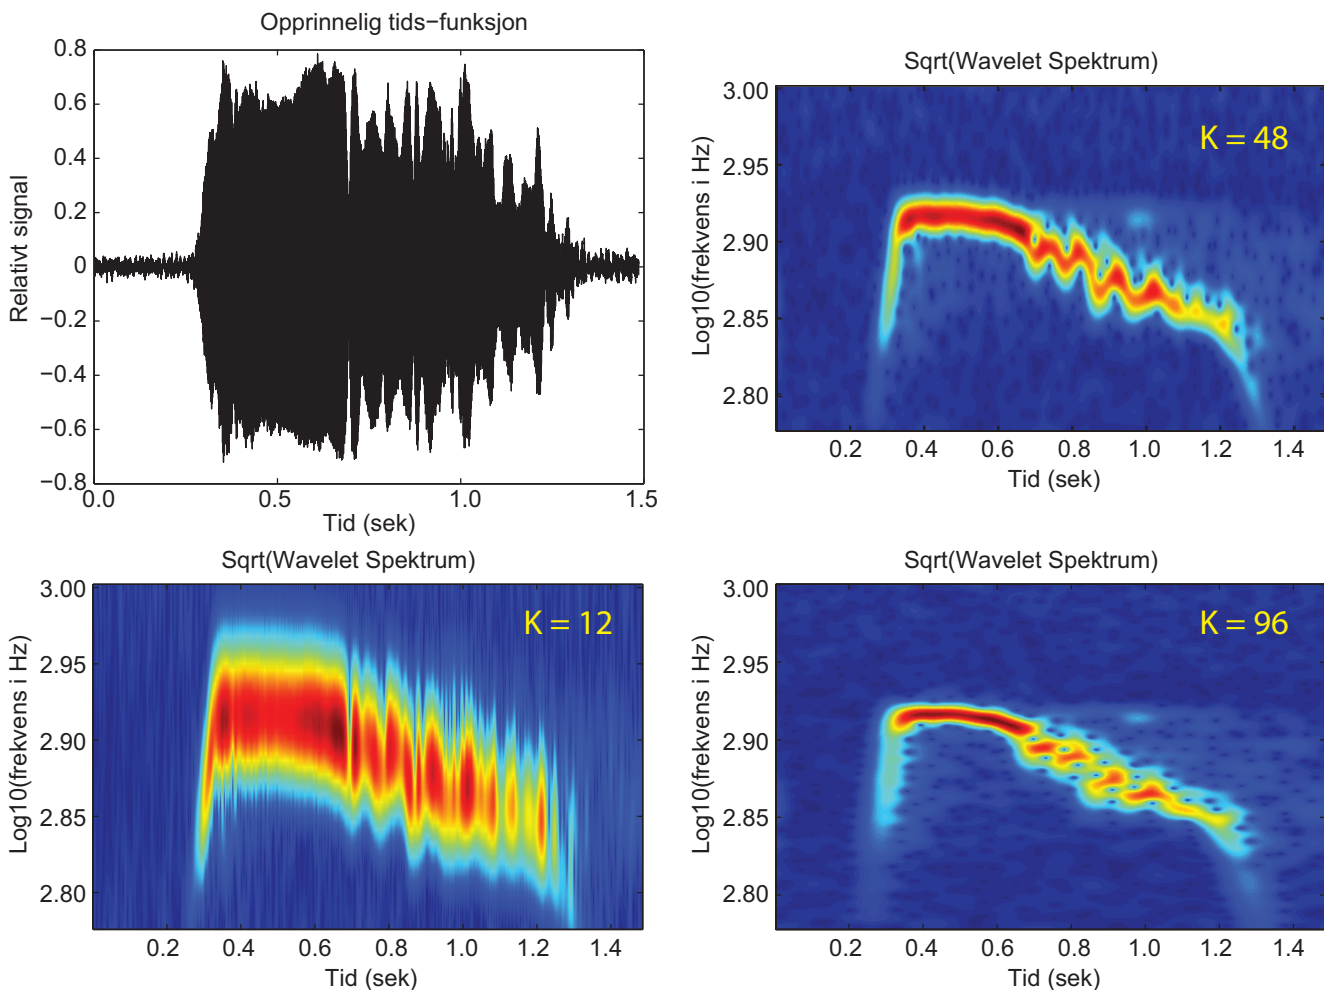 Opprinnelig tids−funksjon
0.8
0.6
0.4
0.2
0
−0.2
−0.4
−0.6
−0.8
Relativt signal
0.0 0.5 1.0 1.5
Tid (sek)
Sqrt(Wavelet Spektrum)
K = 48
3.00
2.95
2.90
2.85
2.80
Log10(frekvens i Hz)
0.2 0.4 0.6 0.8 1.0 1.2 1.4
Tid (sek)
Sqrt(Wavelet Spektrum)
K = 12
3.00
2.95
2.90
2.85
2.80
Log10(frekvens i Hz)
0.2 0.4 0.6 0.8 1.0 1.2 1.4
Tid (sek)
Sqrt(Wavelet Spektrum)
K = 96
3.00
2.95
2.90
2.85
2.80
Log10(frekvens i Hz)
0.2 0.4 0.6 0.8 1.0 1.2 1.4
Tid (sek)